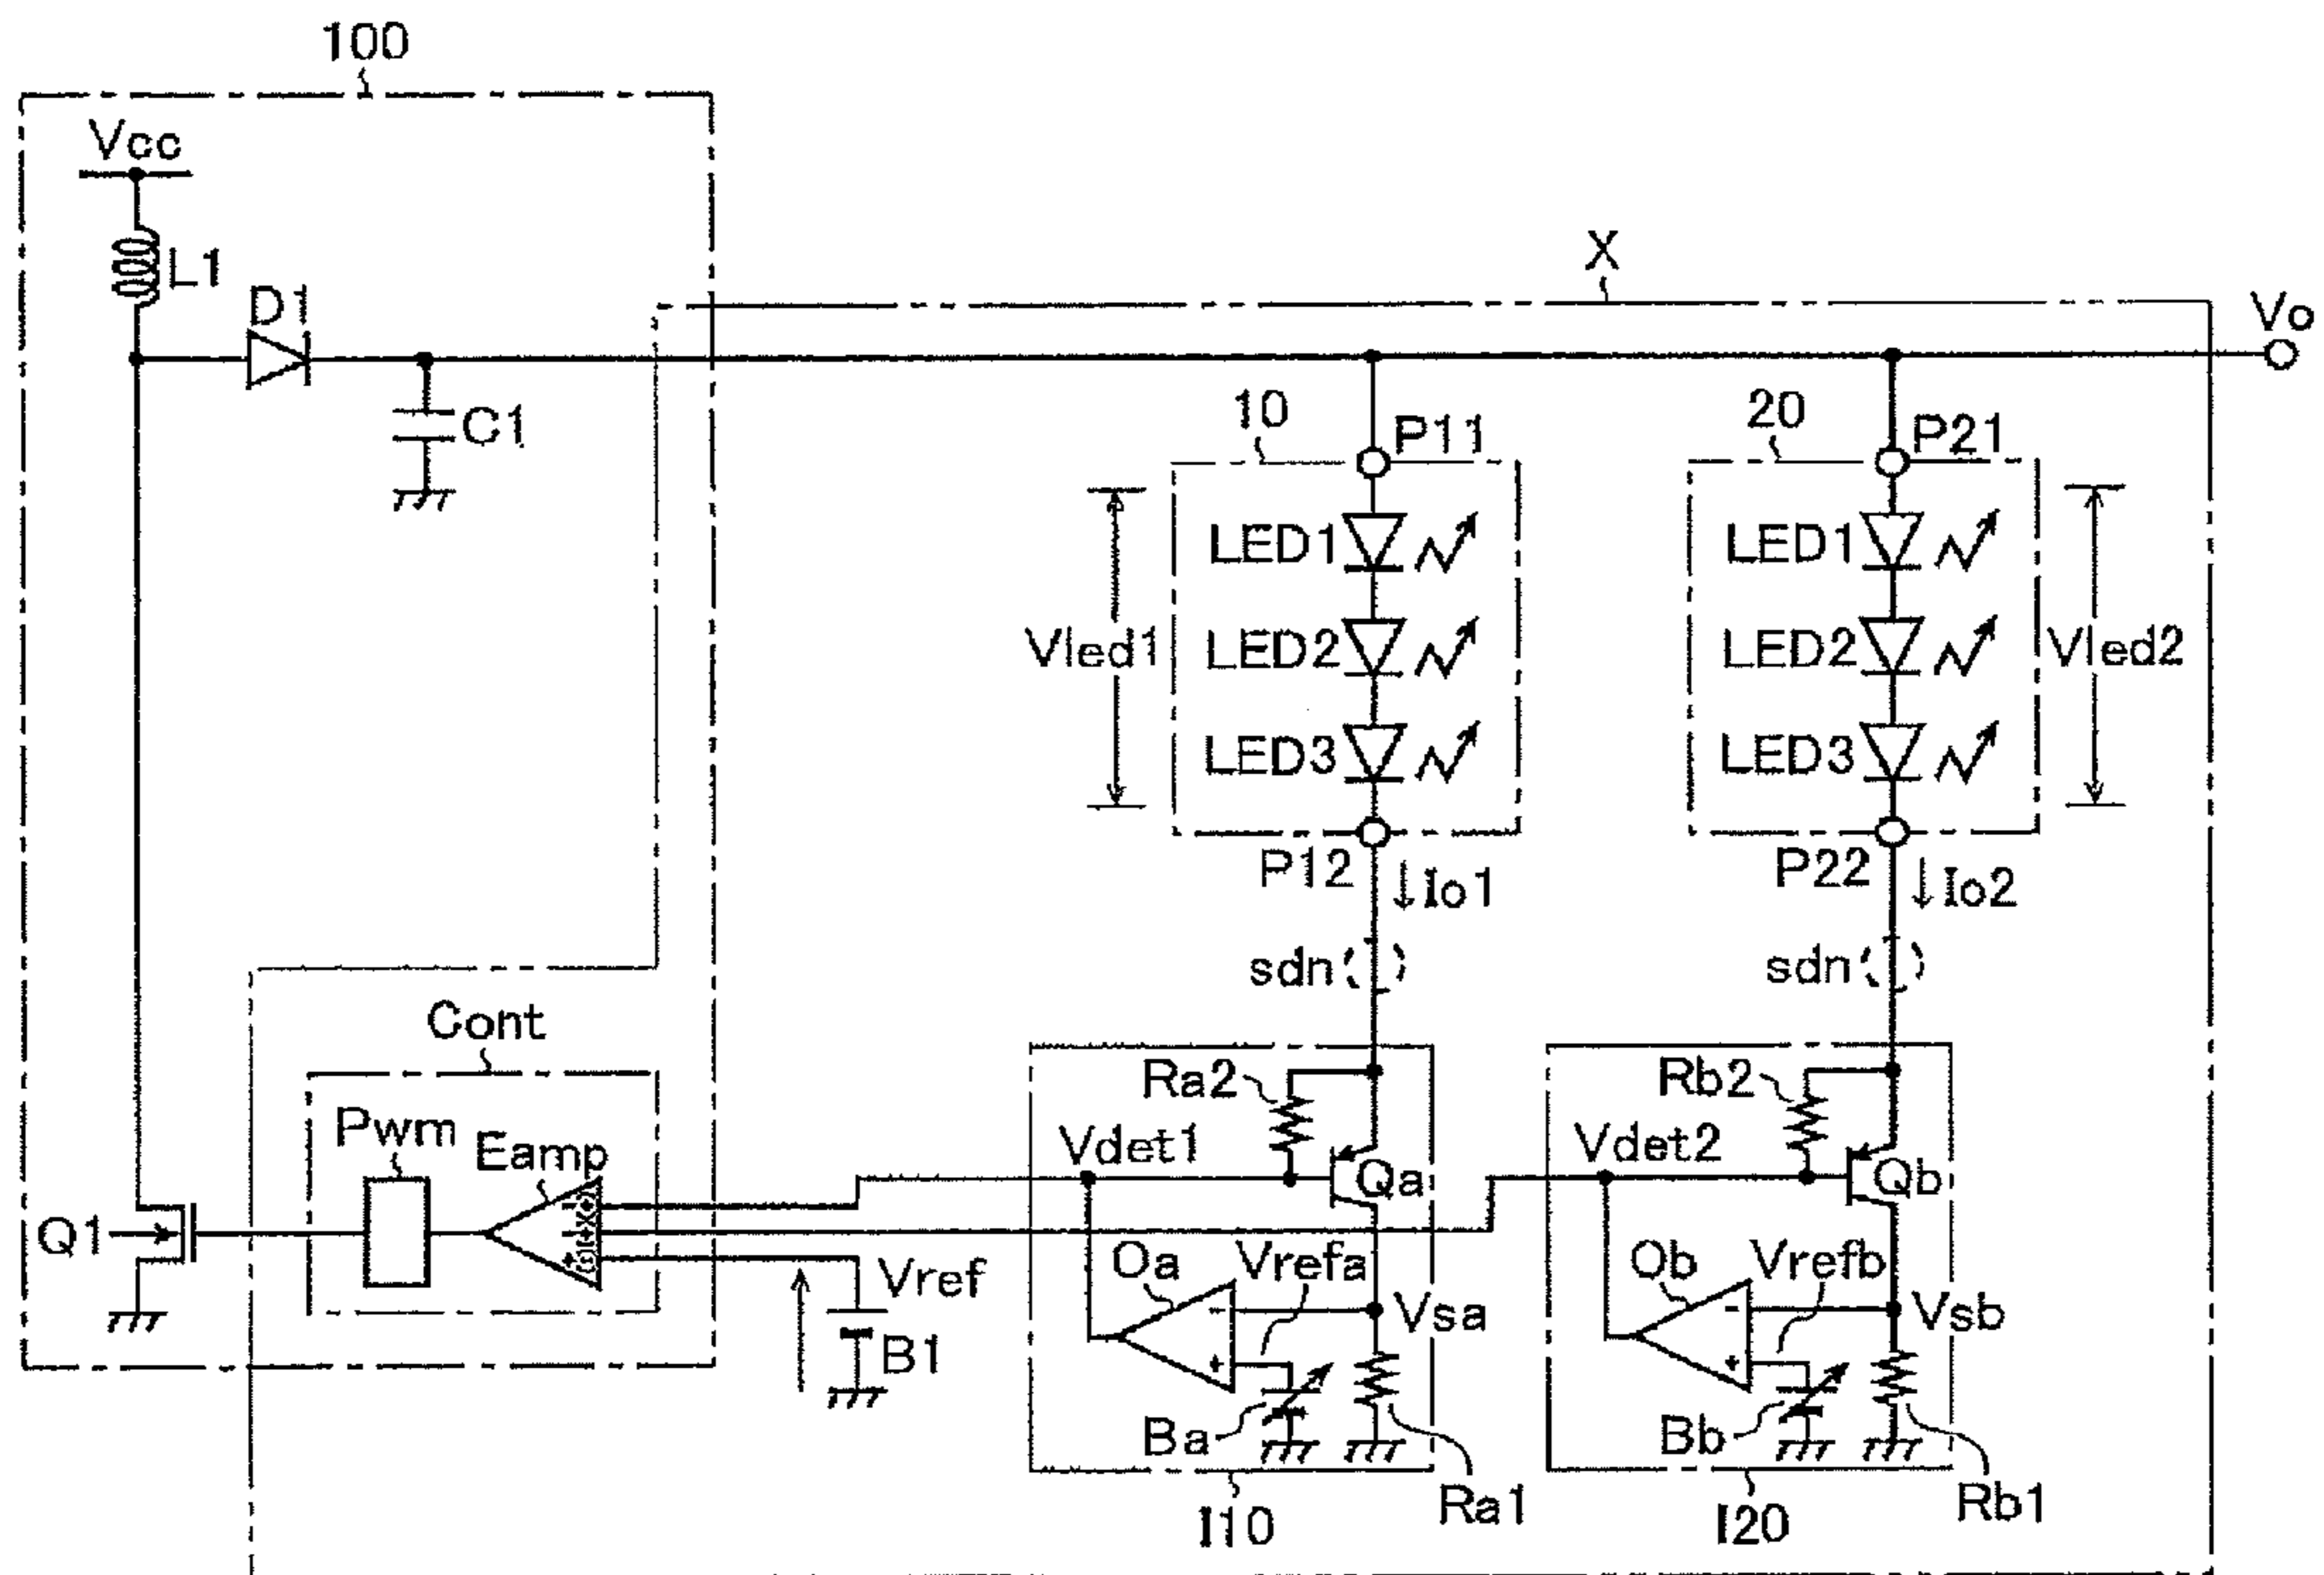 100
Vcc
L1
D1
C1
X
Vo
10
P11
20
P21
LED1
LED2
LED3
Vled1
LED1
LED2
LED3
Vled2
P12
Io1
P22
Io2
sdn
sdn
Cont
Pwm
Eamp
Q1
Vref
B1
Ra2
Vdet1
Qa
Oa
Vrefa
Vsa
- +
Ba
Ra1
I10
Rb2
Vdet2
Qb
Ob
Vrefb
Vsb
- +
Bb
Rb1
I20